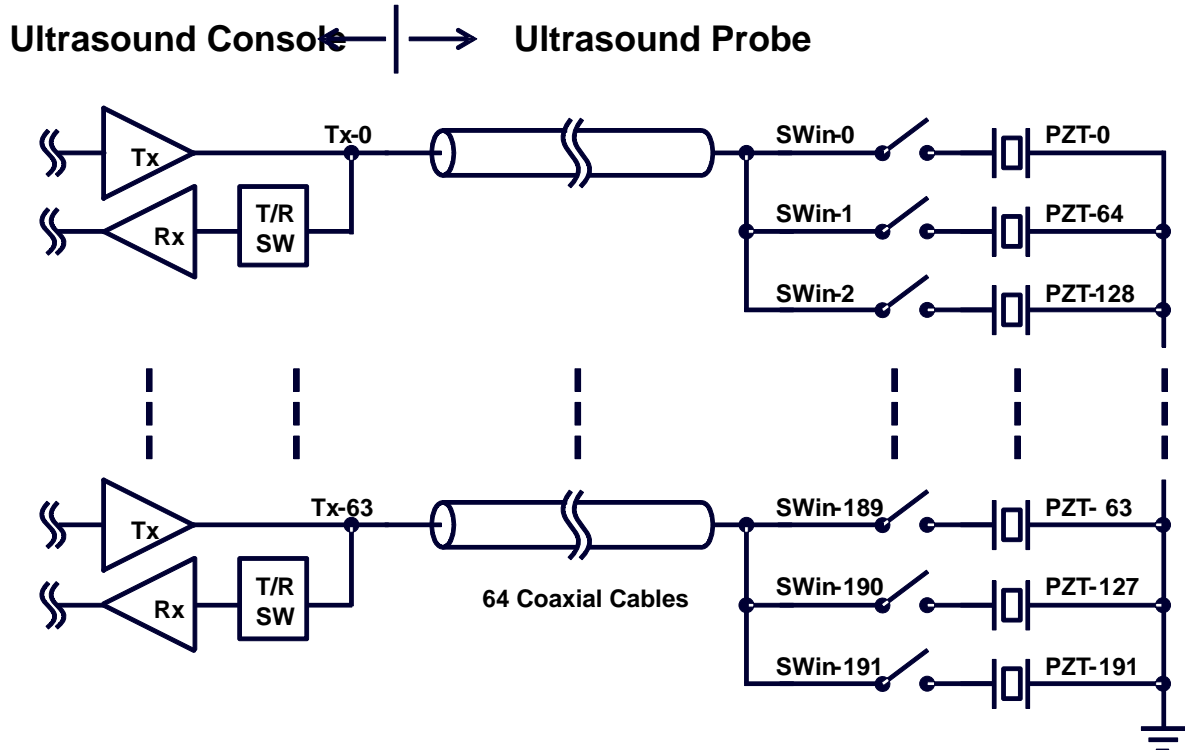 Ultrasound Console
Ultrasound Probe
Tx-0
SWin-0
PZT-0
Tx
T/R
SW
Rx
SWin-1
PZT-64
SWin-2
PZT-128
Tx-63
SWin-189
PZT- 63
Tx
T/R
SW
Rx
64 Coaxial Cables
SWin-190
PZT-127
SWin-191
PZT-191